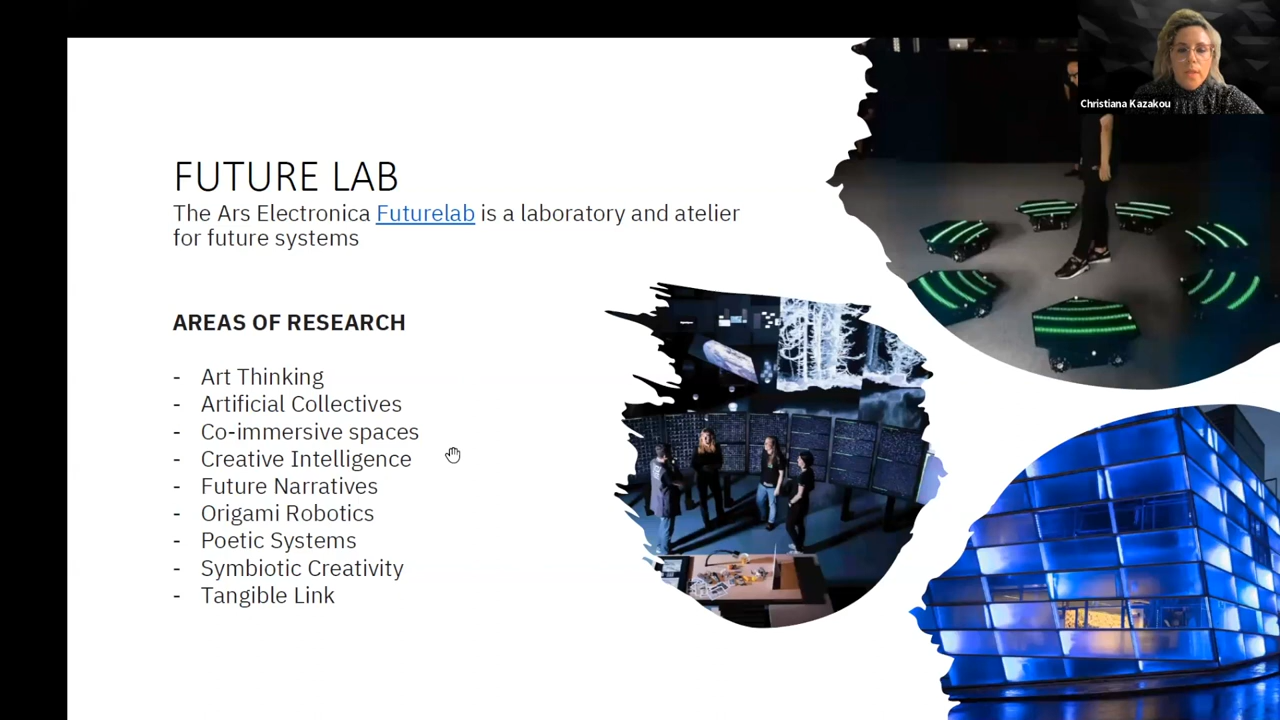 Christiana Kazakou
FUTURE LAB
The Ars Electronica Futurelab is a laboratory and atelier
for future systems
AREAS OF RESEARCH
- Art Thinking
- Artificial Collectives
- Co-immersive spaces
- Creative Intelligence
- Future Narratives
- Origami Robotics
- Poetic Systems
- Symbiotic Creativity
- Tangible Link